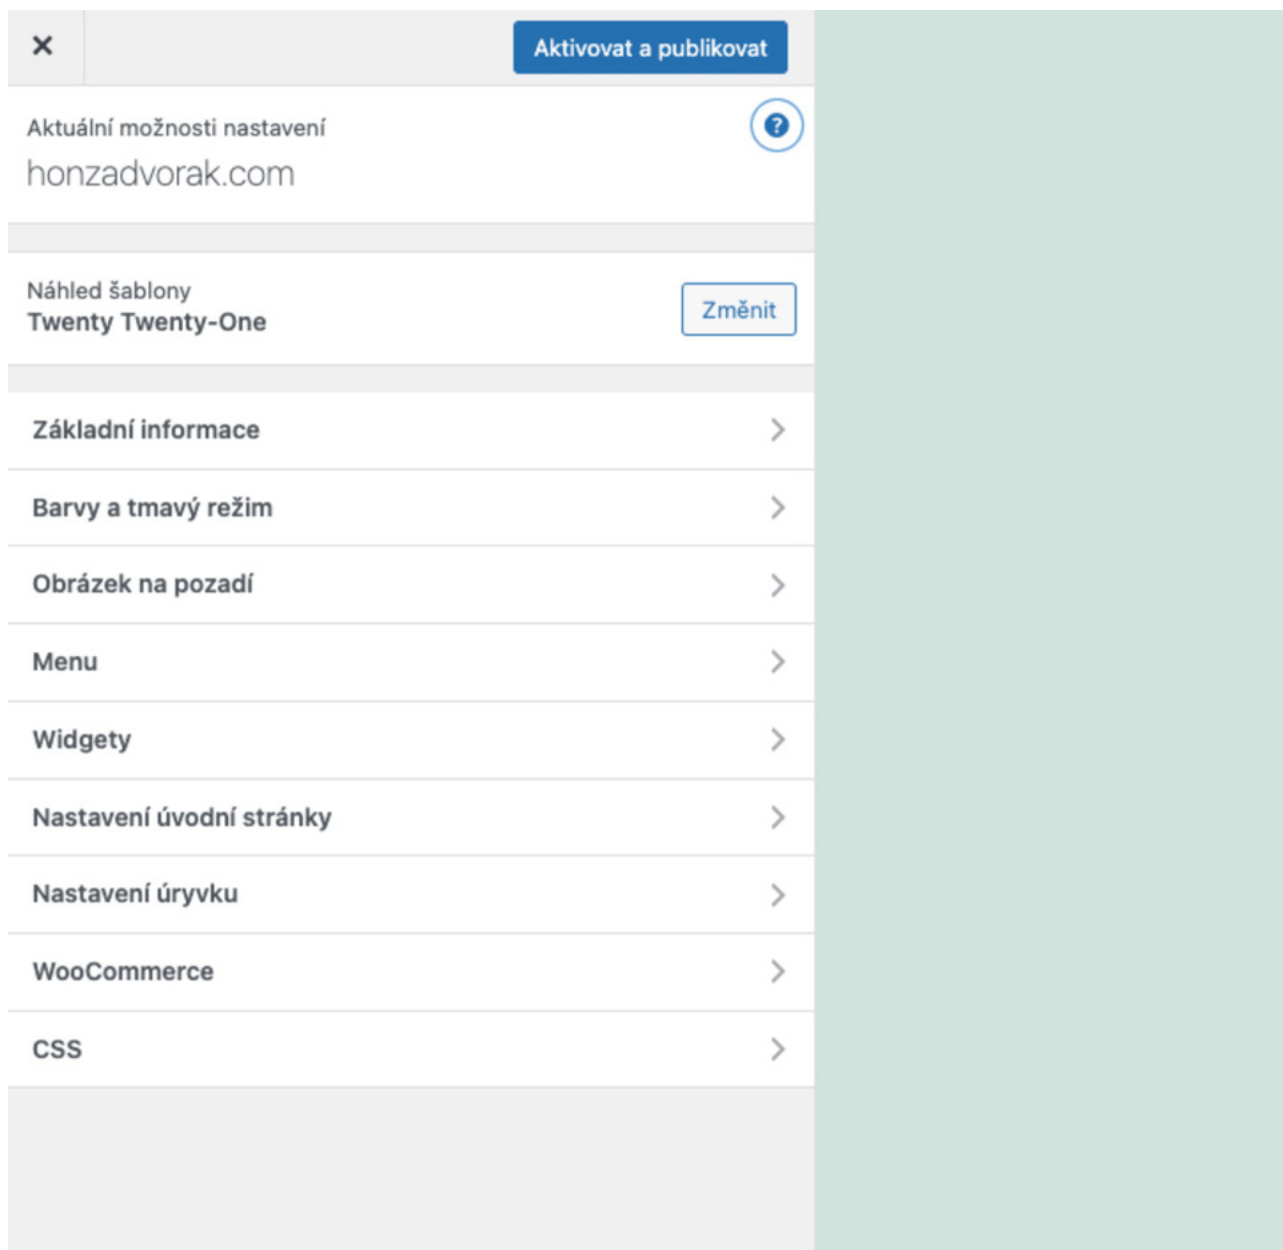 Aktivovat a publikovat
Aktuální možnosti nastavení
honzadvorak.com
Náhled šablony
Twenty Twenty-One
Změnit
Základní informace
Barvy a tmavý režim
Obrázek na pozadí
Menu
Widgety
Nastavení úvodní stránky
Nastavení úryvku
WooCommerce
CSS